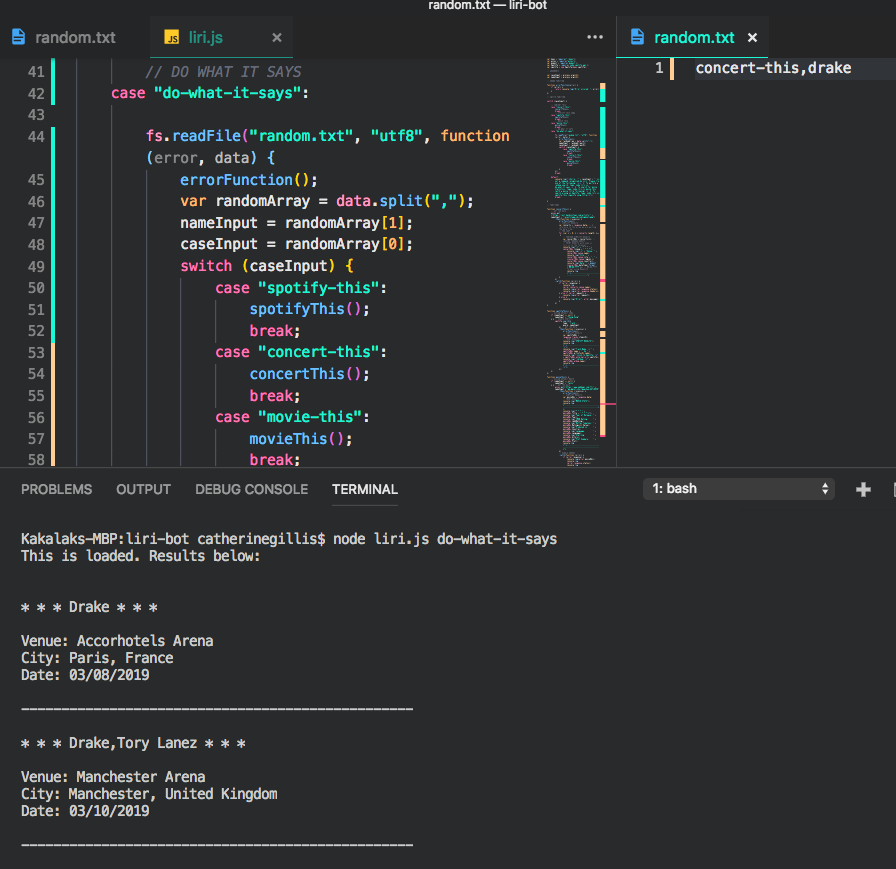 random.txt — liri-bot
random.txt
JS liri.js ×
···
random.txt ×
41 // DO WHAT IT SAYS
42 case "do-what-it-says":
43
44 fs.readFile("random.txt", "utf8", function
(error, data) {
45 errorFunction();
46 var randomArray = data.split(",");
47 nameInput = randomArray[1];
48 caseInput = randomArray[0];
49 switch (caseInput) {
50 case "spotify-this":
51 spotifyThis();
52 break;
53 case "concert-this":
54 concertThis();
55 break;
56 case "movie-this":
57 movieThis();
58 break;
1 concert-this,drake
PROBLEMS OUTPUT DEBUG CONSOLE TERMINAL 1: bash
Kakalaks-MBP:liri-bot catherinegillis$ node liri.js do-what-it-says
This is loaded. Results below:
* * * Drake * * *
Venue: Accorhotels Arena
City: Paris, France
Date: 03/08/2019
-------------------------------------------------
* * * Drake,Tory Lanez * * *
Venue: Manchester Arena
City: Manchester, United Kingdom
Date: 03/10/2019
-------------------------------------------------